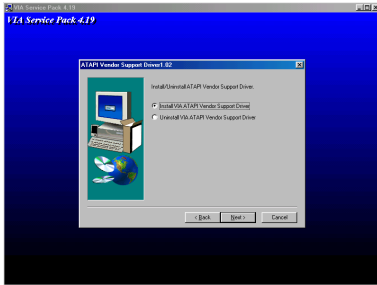 VIA Service Pack 4.19
VIA Service Pack 4.19
ATAPI Vendor Support Driver1.02
Install/Uninstall ATAPI Vendor Support Driver.
Install VIA ATAPI Vendor Support Driver
Uninstall VIA ATAPI Vendor Support Driver
< Back
Next >
Cancel